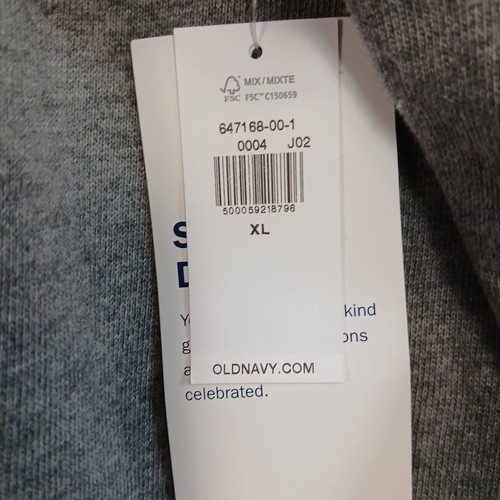 MIX/MIXTE
FSC FSC™ C150659
647168-00-1
0004 J02
500059218796
XL
kind
ons
OLDNAVY.COM
celebrated.